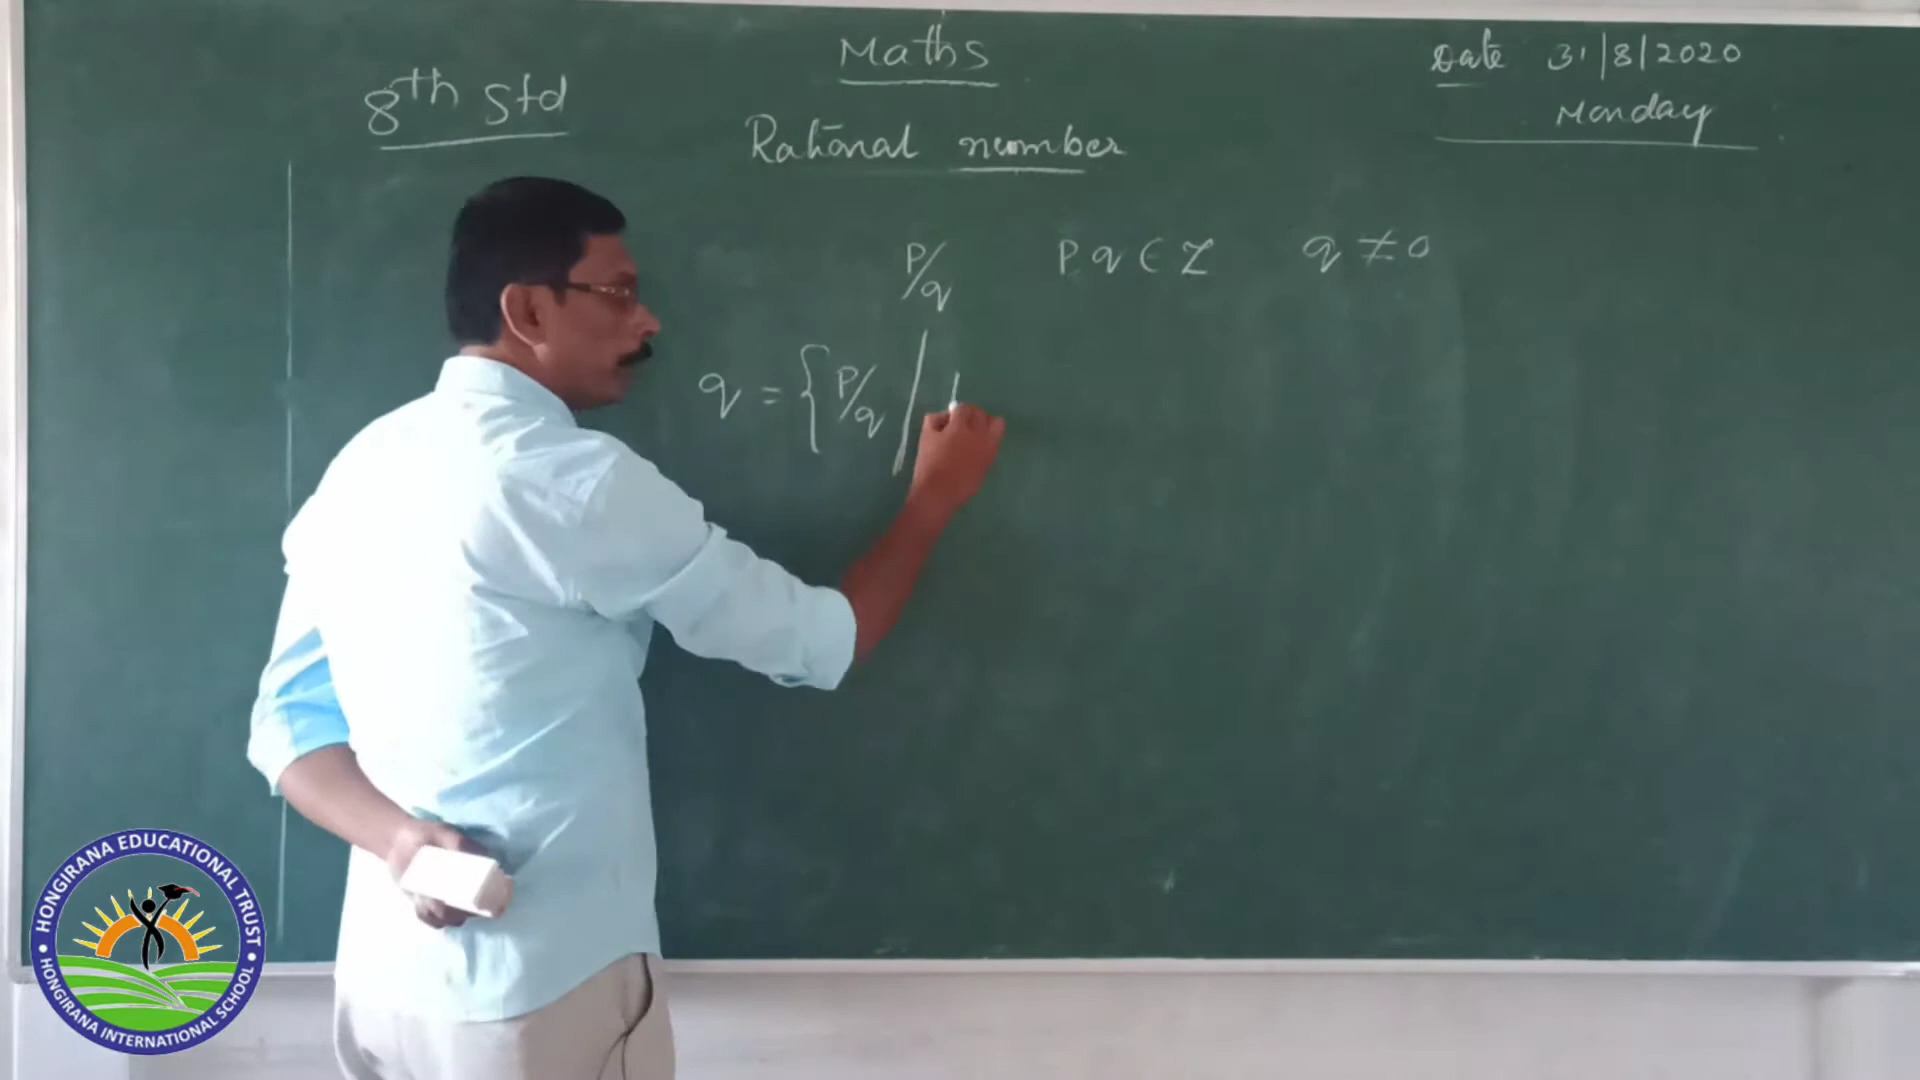 Maths
Date 31/8/2020
Monday
8th Std
Rational number
P/q P, q ∈ Z q ≠ 0
q = { P/q /
HONGIRANA EDUCATIONAL TRUST
HONGIRANA INTERNATIONAL SCHOOL